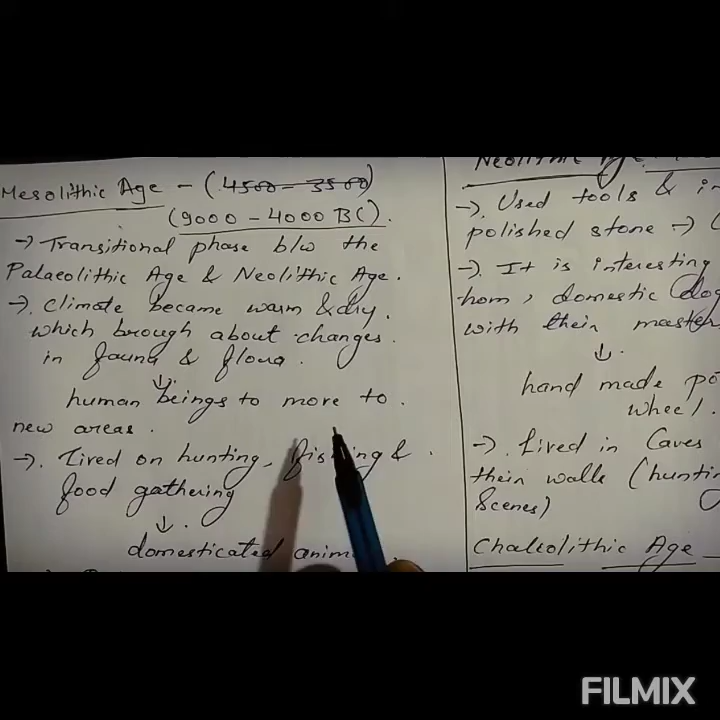 Mesolithic Age - (4500 - 3500)
(9000 - 4000 BC).
→ Transitional phase b/w the
Palaeolithic Age & Neolithic Age.
→. climate became warm & dry.
which brough about changes.
in fauna & flora.
↓.
human beings to move to.
new areas.
→. Lived on hunting, fishing & .
food gathering
↓.
domesticated
Neolithic
→. Used tools &
polished stone →
→. It is interesting
hom, domestic (dog
with their master
↓.
hand made
wheel.
→. Lived in Caves
their walls (hunting
Scenes)
Chalcolithic Age -
FILMIX